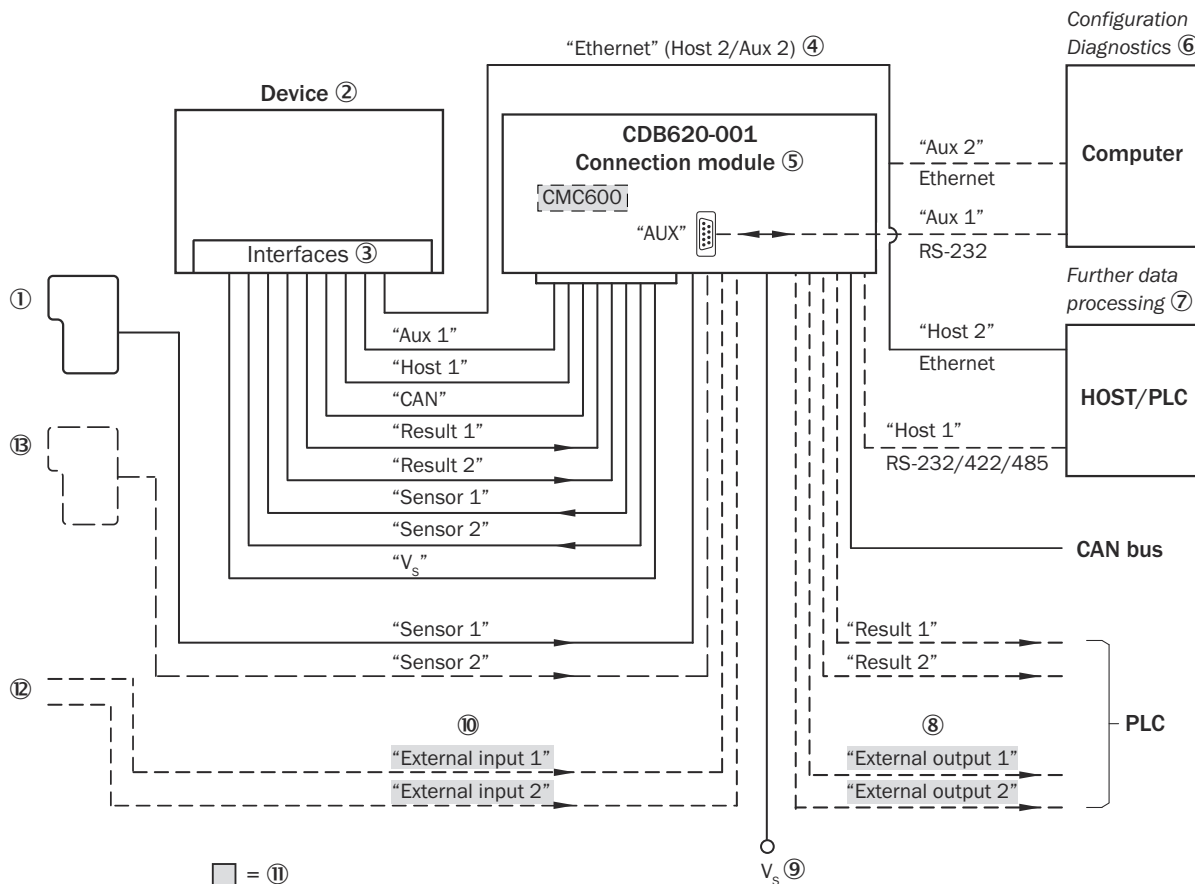 Configuration
Diagnostics ⑥
“Ethernet” (Host 2/Aux 2) ④
Device ②
CDB620-001
Connection module ⑤
CMC600
“AUX”
“Aux 2”
Ethernet
Computer
“Aux 1”
RS-232
Interfaces ③
①
Further data
processing ⑦
“Aux 1”
“Host 2”
Ethernet
“Host 1”
“CAN”
HOST/PLC
“Result 1”
“Host 1”
RS-232/422/485
⑬
“Result 2”
“Sensor 1”
“Sensor 2”
“Vs”
CAN bus
“Sensor 1”
“Result 1”
“Sensor 2”
“Result 2”
⑫
⑩
⑧
PLC
“External input 1”
“External output 1”
“External input 2”
“External output 2”
= ⑪
Vs ⑨